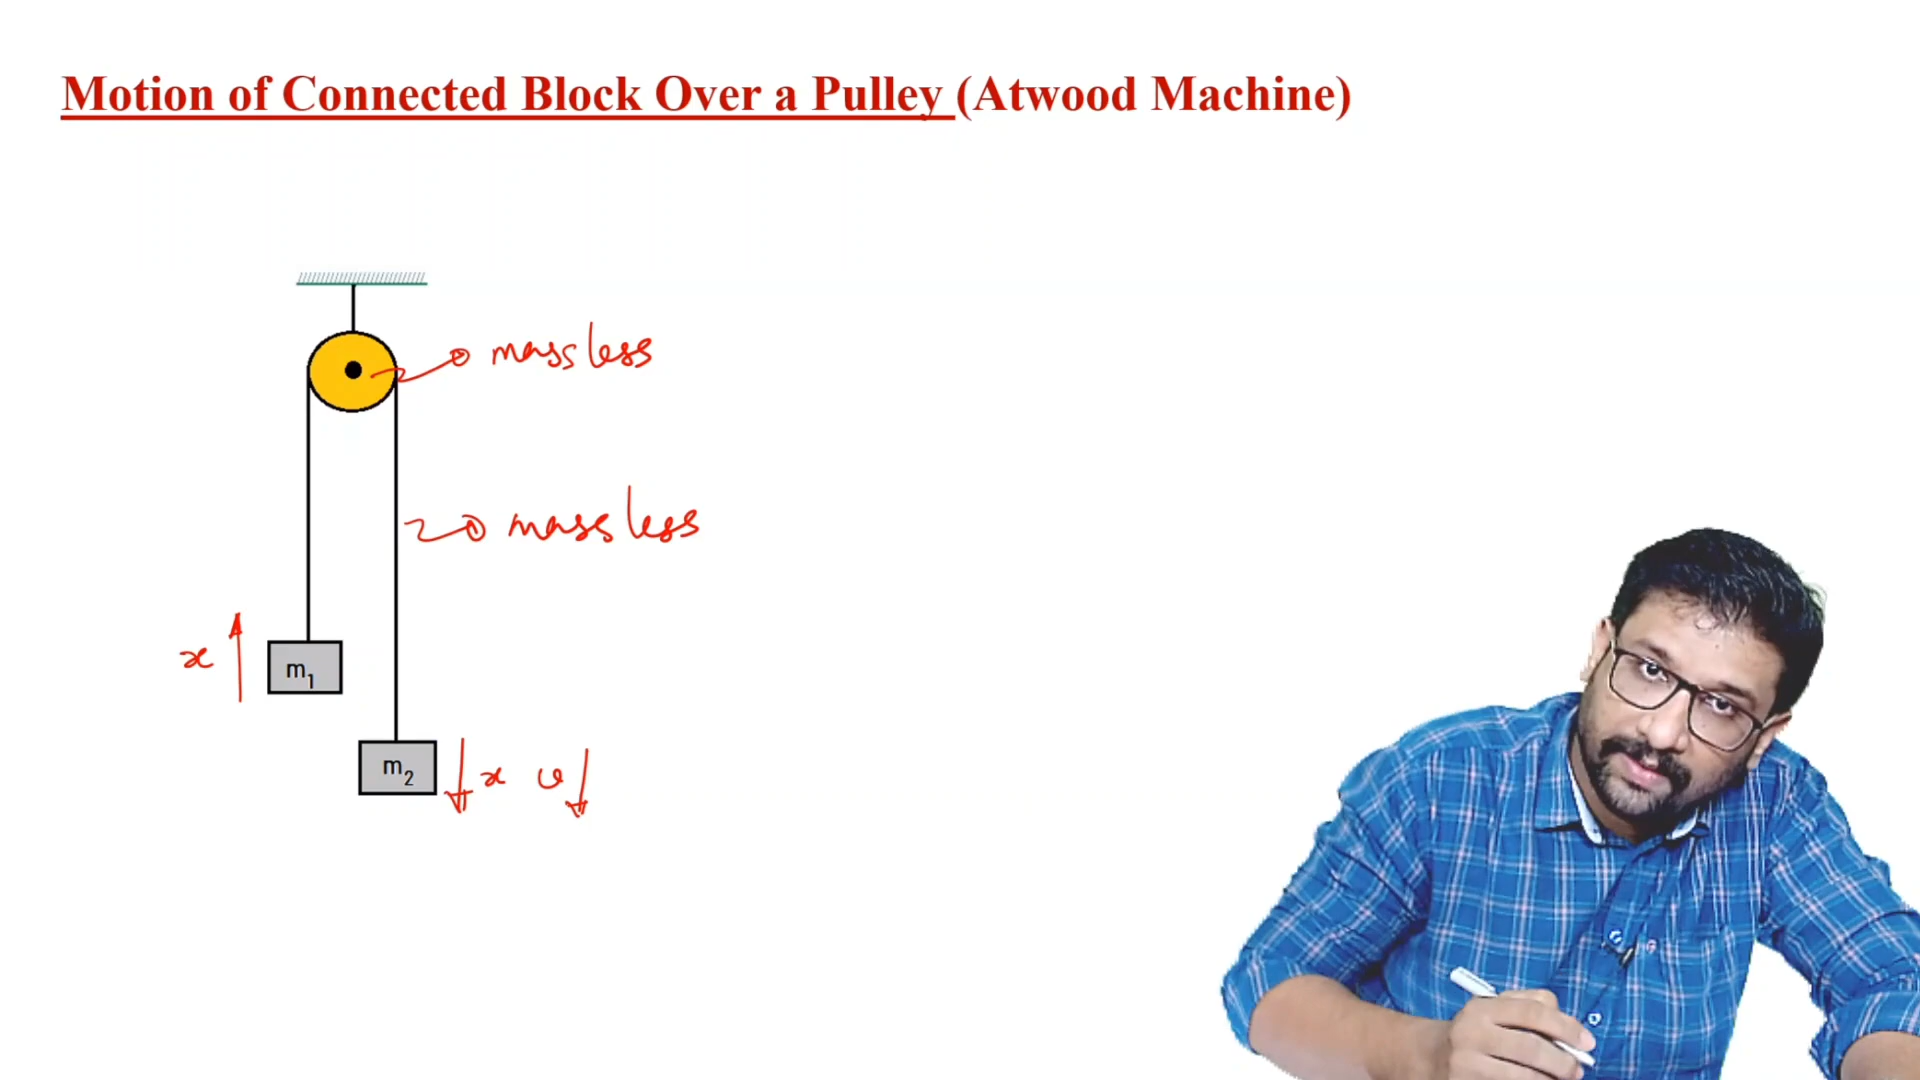 Motion of Connected Block Over a Pulley (Atwood Machine)
massless
massless
x
m1
m2
x v